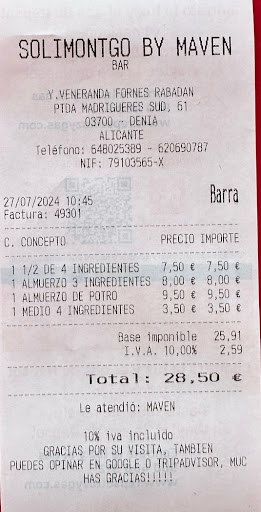 SOLIMONTGO BY MAVEN
BAR
Y.VENERANDA FORNES RABADAN
PTDA MADRIGUERES SUD, 61
03700 - DENIA
ALICANTE
Teléfono: 648025389 - 620690787
NIF: 79103565-X
27/07/2024 10:45 Barra
Factura: 49301
C. CONCEPTO PRECIO IMPORTE
1 1/2 DE 4 INGREDIENTES 7,50 € 7,50 €
1 ALMUERZO 3 INGREDIENTES 8,00 € 8,00 €
1 ALMUERZO DE POTRO 9,50 € 9,50 €
1 MEDIO 4 INGREDIENTES 3,50 € 3,50 €
Base imponible 25,91
I.V.A. 10,00% 2,59
Total: 28,50 €
Le atendió: MAVEN
10% iva incluido
GRACIAS POR SU VISITA, TAMBIEN
PUEDES OPINAR EN GOOGLE O TRIPADVISOR, MUC
HAS GRACIAS!!!!!